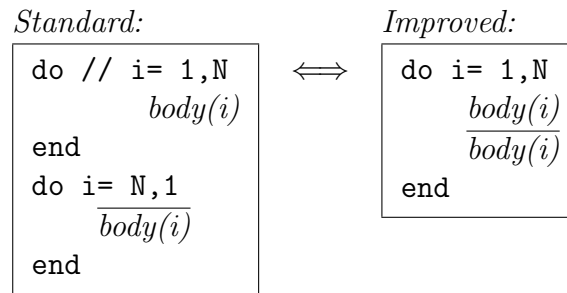 Standard:
do // i= 1,N
body(i)
end
do i= N,1
body(i)
end
⟺
Improved:
do i= 1,N
body(i)
body(i)
end